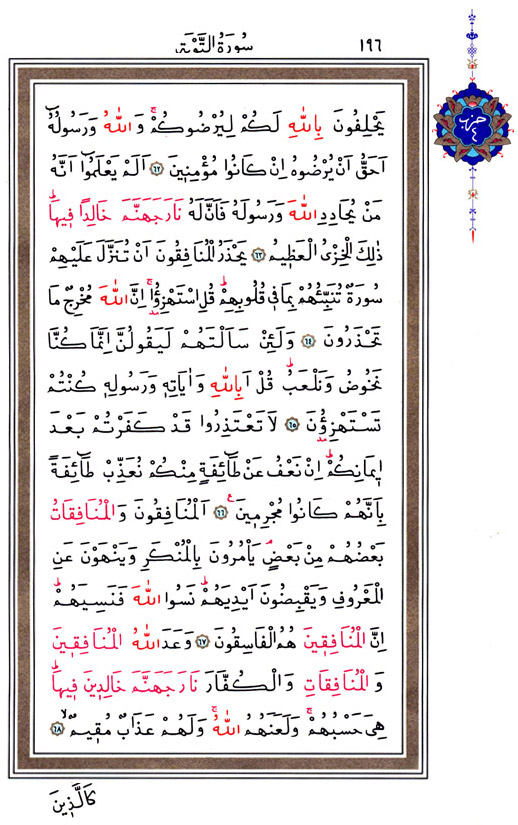 ١٩٦
سُورَةُ التَّوْبَةِ
حزب
٤
يَحْلِفُونَ بِاللّٰهِ لَكُمْ لِيُرْضُوكُمْۚ وَاللّٰهُ وَرَسُولُهُٓ
اَحَقُّ اَنْ يُرْضُوهُ اِنْ كَانُوا مُؤْمِنٖينَ ﴿٦٢﴾ اَلَمْ يَعْلَمُٓوا اَنَّهُ
مَنْ يُحَادِدِ اللّٰهَ وَرَسُولَهُ فَاَنَّ لَهُ نَارَ جَهَنَّمَ خَالِدًا فٖيهَاؕ
ذٰلِكَ الْخِزْيُ الْعَظٖيمُ ﴿٦٣﴾ يَحْذَرُ الْمُنَافِقُونَ اَنْ تُنَزَّلَ عَلَيْهِمْ
سُورَةٌ تُنَبِّئُهُمْ بِمَا فٖي قُلُوبِهِمْؕ قُلِ اسْتَهْزِؤُ۫اۚ اِنَّ اللّٰهَ مُخْرِجٌ مَا
تَحْذَرُونَ ﴿٦٤﴾ وَلَئِنْ سَاَلْتَهُمْ لَيَقُولُنَّ اِنَّمَا كُنَّا
نَخُوضُ وَنَلْعَبُؕ قُلْ اَبِاللّٰهِ وَاٰيَاتِهٖ وَرَسُولِهٖ كُنْتُمْ
تَسْتَهْزِؤُ۫نَ ﴿٦٥﴾ لَا تَعْتَذِرُوا قَدْ كَفَرْتُمْ بَعْدَ
اٖيمَانِكُمْؕ اِنْ نَعْفُ عَنْ طَٓائِفَةٍ مِنْكُمْ نُعَذِّبْ طَٓائِفَةً
بِاَنَّهُمْ كَانُوا مُجْرِمٖينَࣖ ﴿٦٦﴾ اَلْمُنَافِقُونَ وَالْمُنَافِقَاتُ
بَعْضُهُمْ مِنْ بَعْضٍۘ يَاْمُرُونَ بِالْمُنْكَرِ وَيَنْهَوْنَ عَنِ
الْمَعْرُوفِ وَيَقْبِضُونَ اَيْدِيَهُمْؕ نَسُوا اللّٰهَ فَنَسِيَهُمْؕ
اِنَّ الْمُنَافِقٖينَ هُمُ الْفَاسِقُونَ ﴿٦٧﴾ وَعَدَ اللّٰهُ الْمُنَافِقٖينَ
وَالْمُنَافِقَاتِ وَالْكُفَّارَ نَارَ جَهَنَّمَ خَالِدٖينَ فٖيهَاؕ
هِيَ حَسْبُهُمْۚ وَلَعَنَهُمُ اللّٰهُۚ وَلَهُمْ عَذَابٌ مُقٖيمٌۙ ﴿٦٨﴾
كَالَّذٖينَ